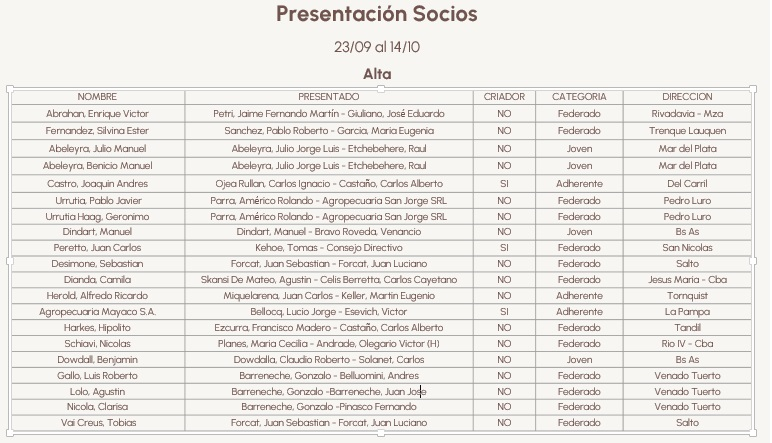 Presentación Socios
23/09 al 14/10
Alta
NOMBRE PRESENTADO CRIADOR CATEGORIA DIRECCION
Abrahan, Enrique Victor Petri, Jaime Fernando Martín - Giuliano, José Eduardo NO Federado Rivadavia - Mza
Fernandez, Silvina Ester Sanchez, Pablo Roberto - Garcia, Maria Eugenia NO Federado Trenque Lauquen
Abeleyra, Julio Manuel Abeleyra, Julio Jorge Luis - Etchebehere, Raul NO Joven Mar del Plata
Abeleyra, Benicio Manuel Abeleyra, Julio Jorge Luis - Etchebehere, Raul NO Joven Mar del Plata
Castro, Joaquin Andres Ojea Rullan, Carlos Ignacio - Castaño, Carlos Alberto SI Adherente Del Carril
Urrutia, Pablo Javier Parra, Américo Rolando - Agropecuaria San Jorge SRL NO Federado Pedro Luro
Urrutia Haag, Geronimo Parra, Américo Rolando - Agropecuaria San Jorge SRL NO Federado Pedro Luro
Dindart, Manuel Dindart, Manuel - Bravo Roveda, Venancio NO Joven Bs As
Peretto, Juan Carlos Kehoe, Tomas - Consejo Directivo SI Federado San Nicolas
Desimone, Sebastian Forcat, Juan Sebastian - Forcat, Juan Luciano NO Federado Salto
Dianda, Camila Skansi De Mateo, Agustin - Celis Berretta, Carlos Cayetano NO Federado Jesus Maria - Cba
Herold, Alfredo Ricardo Miquelarena, Juan Carlos - Keller, Martin Eugenio NO Adherente Tornquist
Agropecuaria Mayaco S.A. Bellocq, Lucio Jorge - Esevich, Victor SI Adherente La Pampa
Harkes, Hipolito Ezcurra, Francisco Madero - Castaño, Carlos Alberto NO Federado Tandil
Schiavi, Nicolas Planes, Maria Cecilia - Andrade, Olegario Victor (H) NO Federado Rio IV - Cba
Dowdall, Benjamin Dowdalla, Claudio Roberto - Solanet, Carlos NO Joven Bs As
Gallo, Luis Roberto Barreneche, Gonzalo - Belluomini, Andres NO Federado Venado Tuerto
Lolo, Agustin Barreneche, Gonzalo -Barreneche, Juan Jose NO Federado Venado Tuerto
Nicola, Clarisa Barreneche, Gonzalo -Pinasco Fernando NO Federado Venado Tuerto
Vai Creus, Tobias Forcat, Juan Sebastian - Forcat, Juan Luciano NO Federado Salto